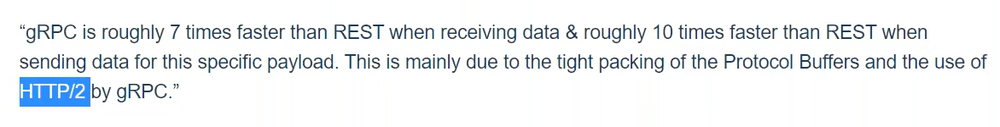 “gRPC is roughly 7 times faster than REST when receiving data & roughly 10 times faster than REST when
sending data for this specific payload. This is mainly due to the tight packing of the Protocol Buffers and the use of
HTTP/2 by gRPC.”